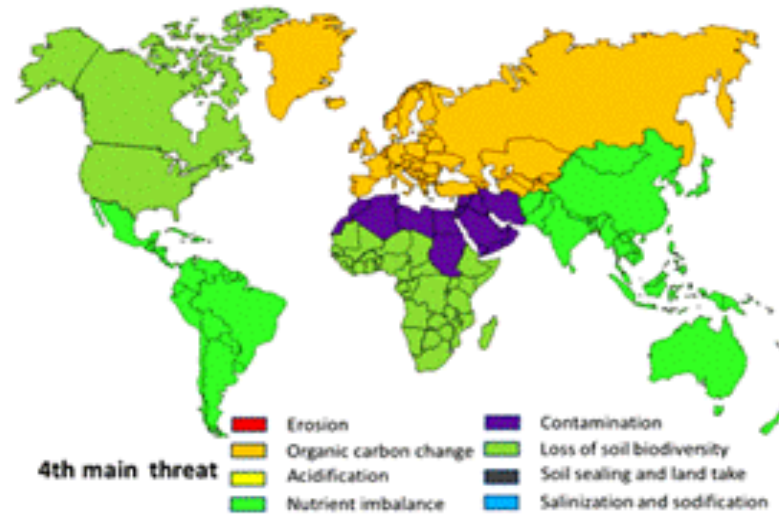 Erosion
Contamination
Organic carbon change
Loss of soil biodiversity
4th main threat
Acidification
Soil sealing and land take
Nutrient imbalance
Salinization and sodification